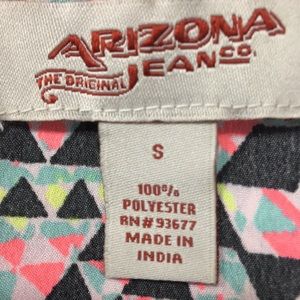 ARIZONA
THE ORIGINAL JEAN CO.
S
100%
POLYESTER
RN#93677
MADE IN
INDIA